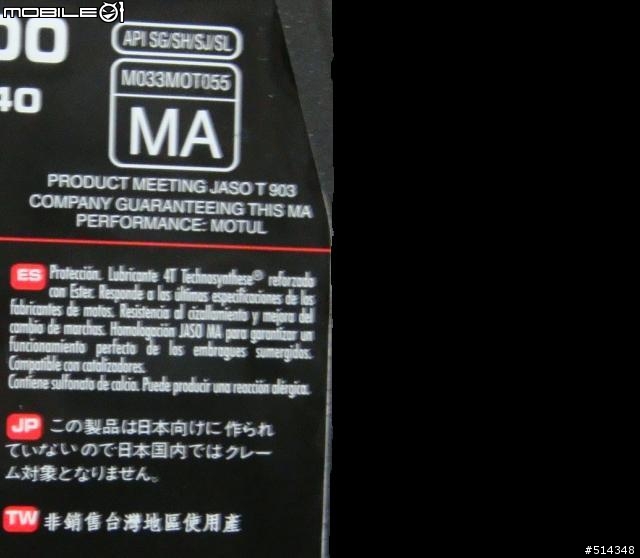 MOBILE01
00
API SG/SH/SJ/SL
40
M033MOT055
MA
PRODUCT MEETING JASO T 903
COMPANY GUARANTEEING THIS MA
PERFORMANCE: MOTUL
ES Protección. Lubricante 4T Technosynthese® reforzado
con Ester. Responde a las últimas especificaciones de los
fabricantes de motos. Resistencia al cizallamiento y mejora del
cambio de marchas. Homologación JASO MA para garantizar un
funcionamiento perfecto de los embragues sumergidos.
Compatible con catalizadores.
Contiene sulfonato de calcio. Puede producir una reacción alérgica.
JP この製品は日本向けに作られ
ていないので日本国内ではクレー
ム対象となりません。
TW 非銷售台灣地區使用產
#514348